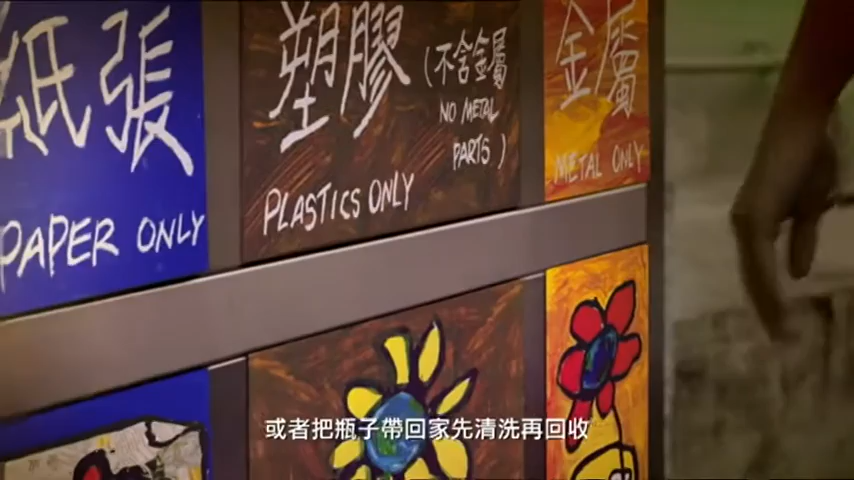 紙張
PAPER ONLY
塑膠
(不含金屬
NO METAL
PARTS)
PLASTICS ONLY
金屬
METAL ONLY
或者把瓶子帶回家先清洗再回收